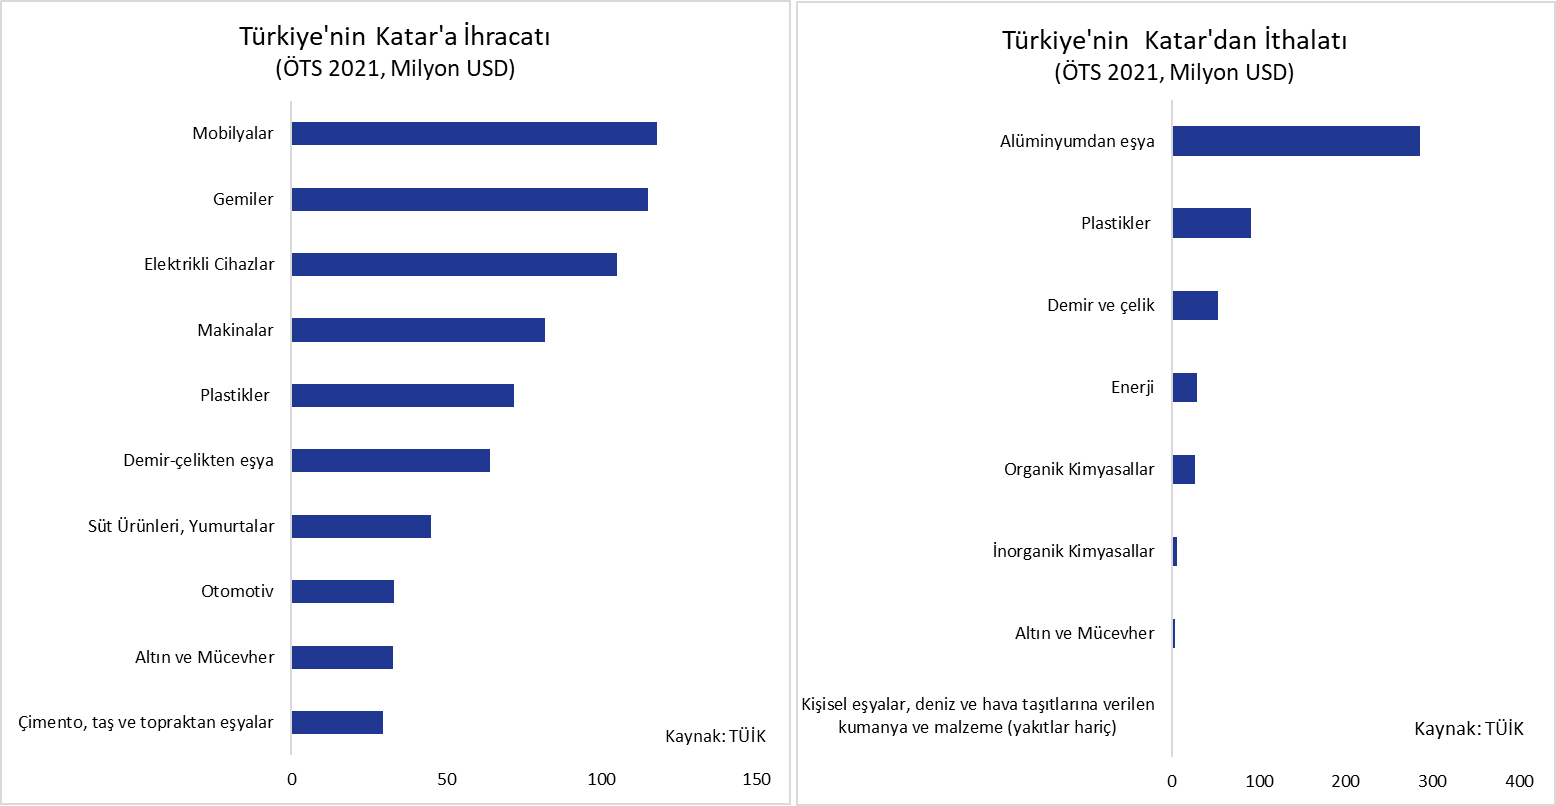 Türkiye'nin Katar'a İhracatı
(ÖTS 2021, Milyon USD)
Mobilyalar
Gemiler
Elektrikli Cihazlar
Makinalar
Plastikler
Demir-çelikten eşya
Süt Ürünleri, Yumurtalar
Otomotiv
Altın ve Mücevher
Çimento, taş ve topraktan eşyalar
Kaynak: TÜİK
0 50 100 150
Türkiye'nin Katar'dan İthalatı
(ÖTS 2021, Milyon USD)
Alüminyumdan eşya
Plastikler
Demir ve çelik
Enerji
Organik Kimyasallar
İnorganik Kimyasallar
Altın ve Mücevher
Kişisel eşyalar, deniz ve hava taşıtlarına verilen
kumanya ve malzeme (yakıtlar hariç)
Kaynak: TÜİK
0 100 200 300 400